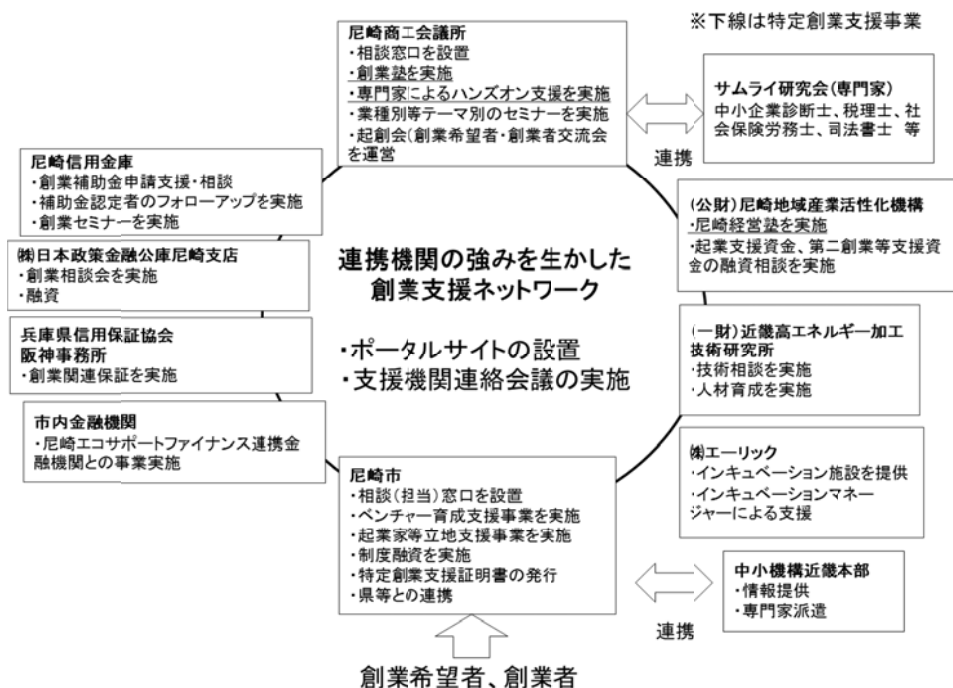 ※下線は特定創業支援事業
尼崎商工会議所
・相談窓口を設置
・創業塾を実施
・専門家によるハンズオン支援を実施
・業種別等テーマ別のセミナーを実施
・起創会(創業希望者・創業者交流会
を運営
サムライ研究会(専門家)
中小企業診断士、税理士、社
会保険労務士、司法書士 等
連携
尼崎信用金庫
・創業補助金申請支援・相談
・補助金認定者のフォローアップを実施
・創業セミナーを実施
㈱日本政策金融公庫尼崎支店
・創業相談会を実施
・融資
兵庫県信用保証協会
阪神事務所
・創業関連保証を実施
市内金融機関
・尼崎エコサポートファイナンス連携金
融機関との事業実施
連携機関の強みを生かした
創業支援ネットワーク
・ポータルサイトの設置
・支援機関連絡会議の実施
(公財)尼崎地域産業活性化機構
・尼崎経営塾を実施
・起業支援資金、第二創業等支援資
金の融資相談を実施
(一財)近畿高エネルギー加工
技術研究所
・技術相談を実施
・人材育成を実施
㈱エーリック
・インキュベーション施設を提供
・インキュベーションマネー
ジャーによる支援
尼崎市
・相談(担当)窓口を設置
・ベンチャー育成支援事業を実施
・起業家等立地支援事業を実施
・制度融資を実施
・特定創業支援証明書の発行
・県等との連携
中小機構近畿本部
・情報提供
・専門家派遣
連携
創業希望者、創業者